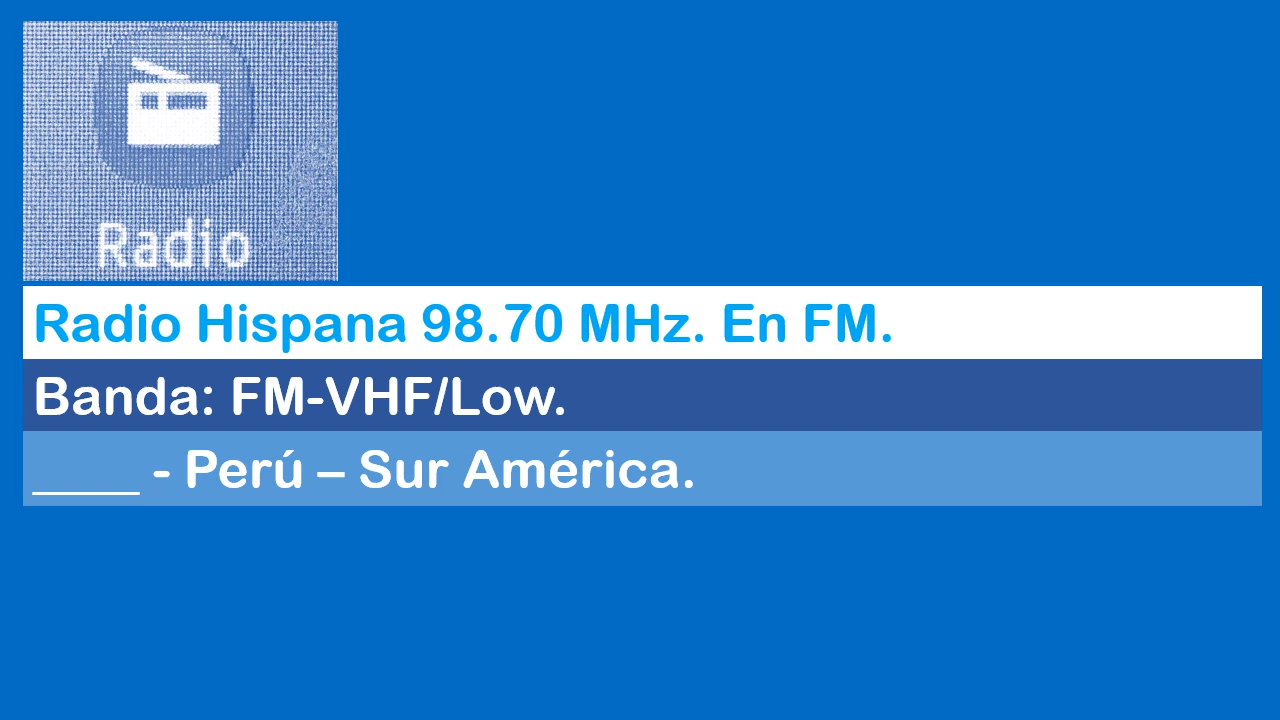 Radio
Radio Hispana 98.70 MHz. En FM.
Banda: FM-VHF/Low.
____ - Perú – Sur América.